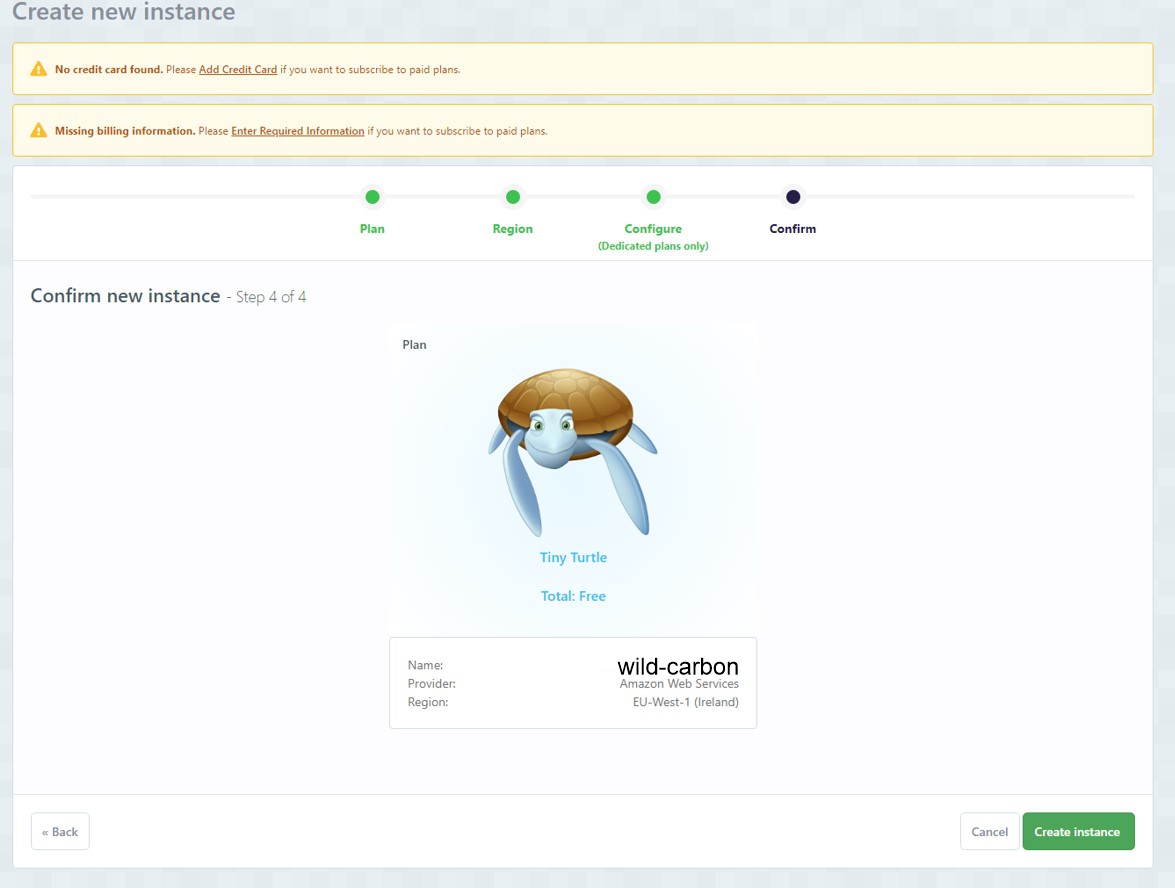 Create new instance
No credit card found. Please Add Credit Card if you want to subscribe to paid plans.
Missing billing information. Please Enter Required Information if you want to subscribe to paid plans.
Plan Region Configure Confirm
(Dedicated plans only)
Confirm new instance - Step 4 of 4
Plan
Tiny Turtle
Total: Free
Name: wild-carbon
Provider: Amazon Web Services
Region: EU-West-1 (Ireland)
« Back Cancel Create instance